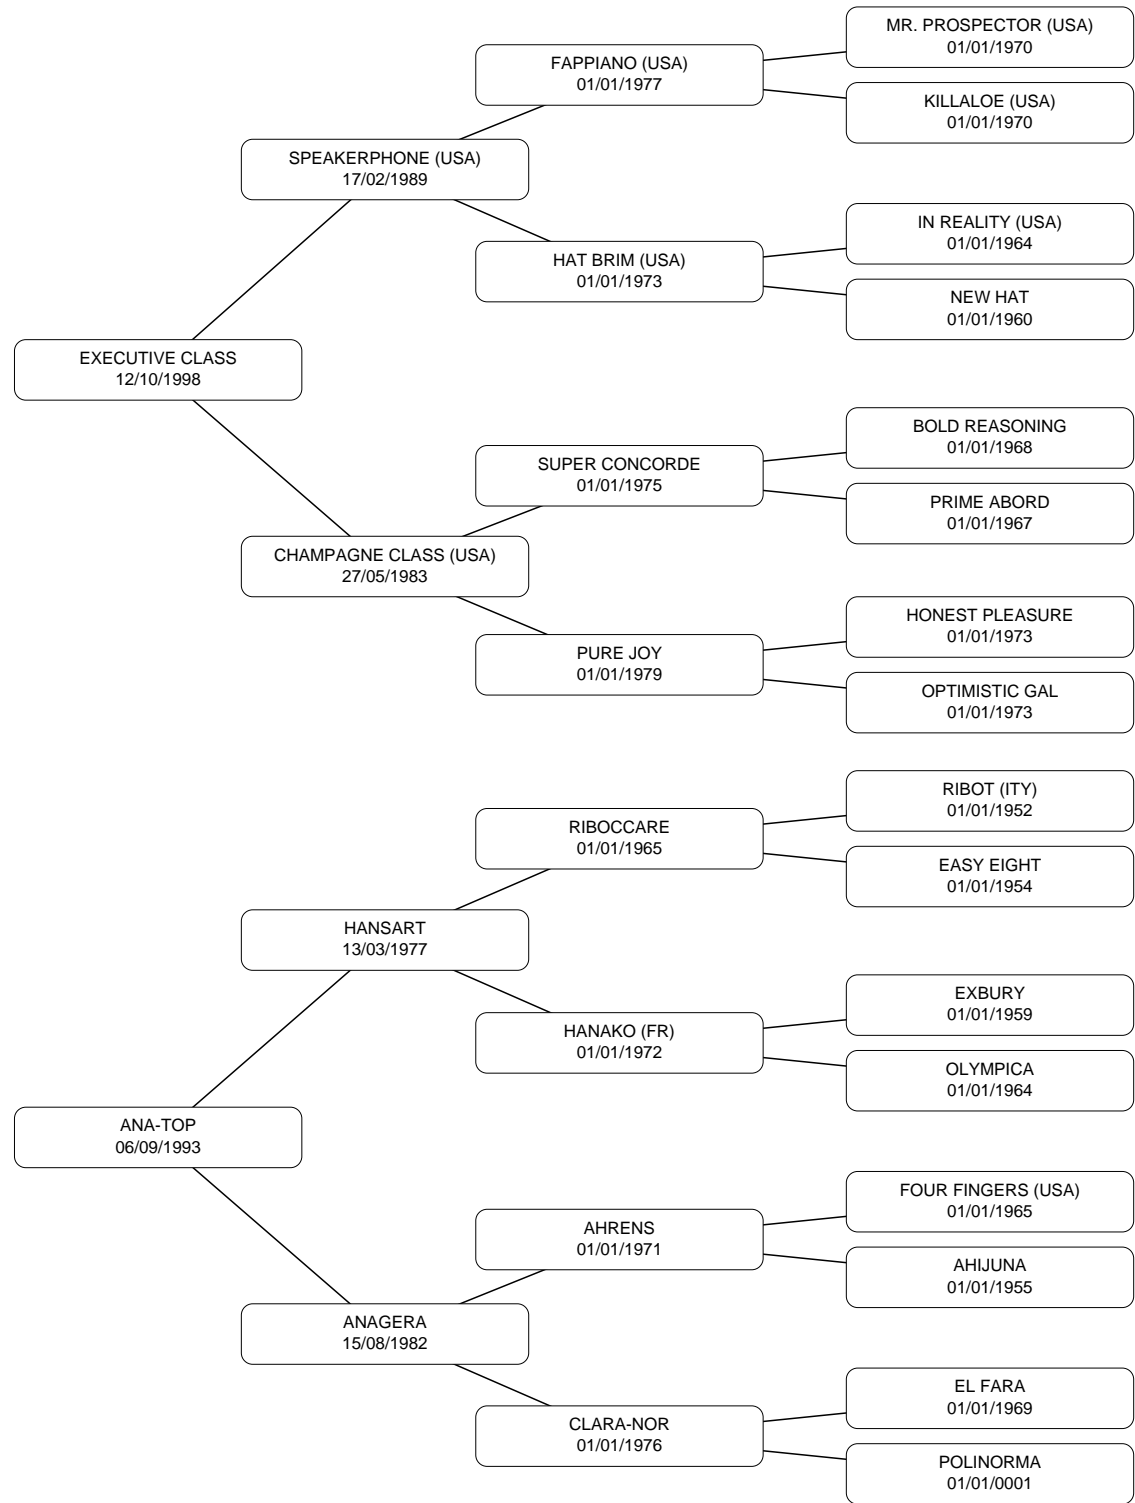 MR. PROSPECTOR (USA)
01/01/1970
FAPPIANO (USA)
01/01/1977
KILLALOE (USA)
01/01/1970
SPEAKERPHONE (USA)
17/02/1989
IN REALITY (USA)
01/01/1964
HAT BRIM (USA)
01/01/1973
NEW HAT
01/01/1960
EXECUTIVE CLASS
12/10/1998
BOLD REASONING
01/01/1968
SUPER CONCORDE
01/01/1975
PRIME ABORD
01/01/1967
CHAMPAGNE CLASS (USA)
27/05/1983
HONEST PLEASURE
01/01/1973
PURE JOY
01/01/1979
OPTIMISTIC GAL
01/01/1973
RIBOT (ITY)
01/01/1952
RIBOCCARE
01/01/1965
EASY EIGHT
01/01/1954
HANSART
13/03/1977
EXBURY
01/01/1959
HANAKO (FR)
01/01/1972
OLYMPICA
01/01/1964
ANA-TOP
06/09/1993
FOUR FINGERS (USA)
01/01/1965
AHRENS
01/01/1971
AHIJUNA
01/01/1955
ANAGERA
15/08/1982
EL FARA
01/01/1969
CLARA-NOR
01/01/1976
POLINORMA
01/01/0001